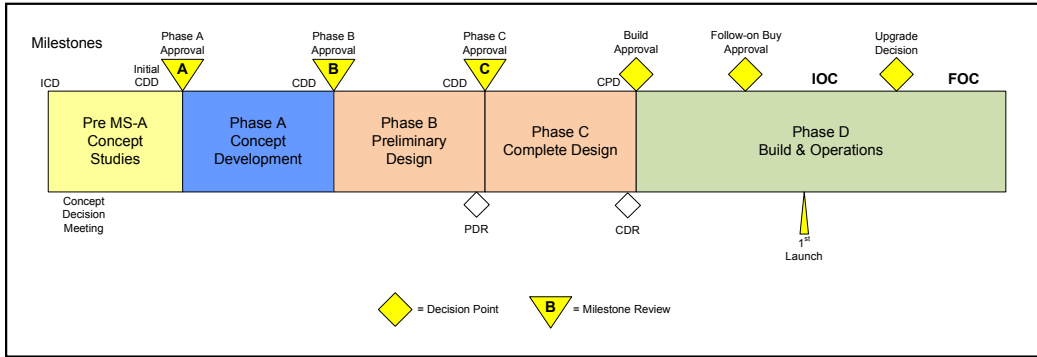 Milestones
Phase A
Approval
Phase B
Approval
Phase C
Approval
Build
Approval
Follow-on Buy
Approval
Upgrade
Decision
ICD
Initial
CDD
A
CDD
B
CDD
C
CPD
IOC
FOC
Pre MS-A
Concept
Studies
Phase A
Concept
Development
Phase B
Preliminary
Design
Phase C
Complete Design
Phase D
Build & Operations
Concept
Decision
Meeting
PDR
CDR
1st
Launch
= Decision Point
B
= Milestone Review